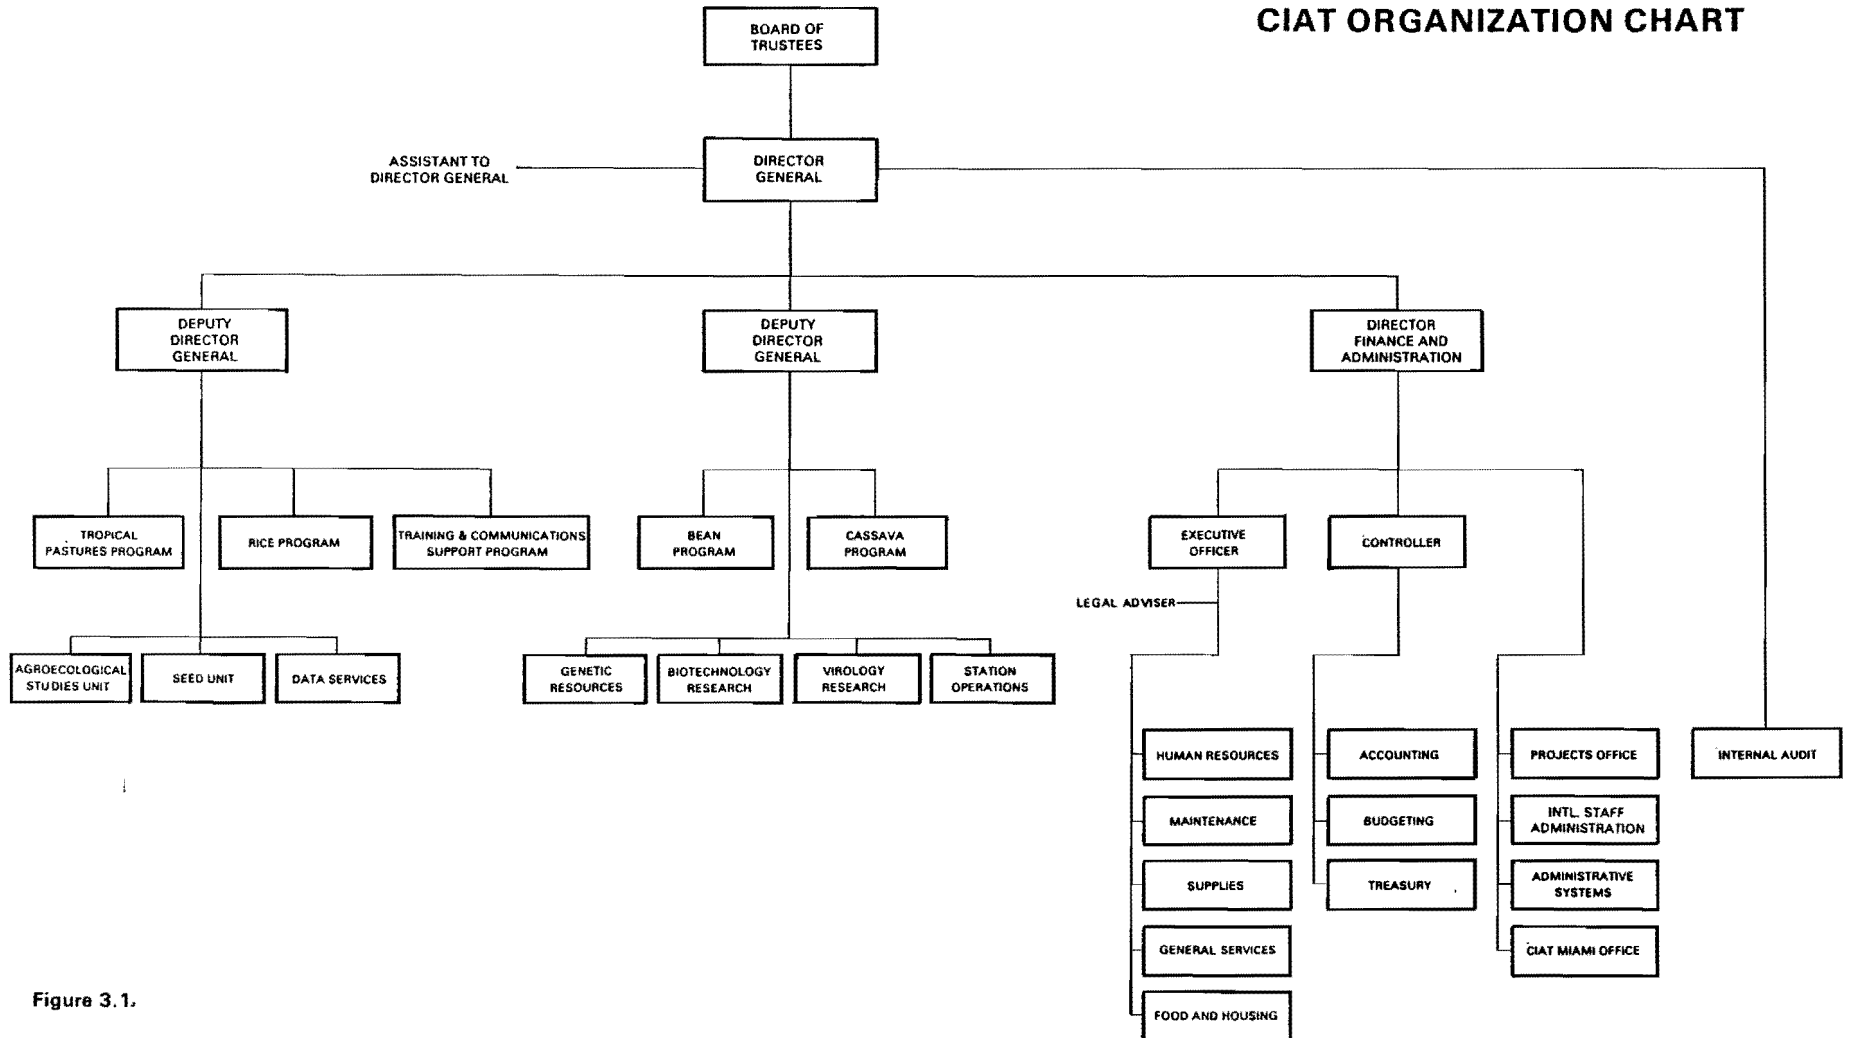 CIAT ORGANIZATION CHART
BOARD OF
TRUSTEES
ASSISTANT TO
DIRECTOR GENERAL
DIRECTOR
GENERAL
DEPUTY
DIRECTOR
GENERAL
DEPUTY
DIRECTOR
GENERAL
DIRECTOR
FINANCE AND
ADMINISTRATION
TROPICAL
PASTURES PROGRAM
RICE PROGRAM
TRAINING & COMMUNICATIONS
SUPPORT PROGRAM
BEAN
PROGRAM
CASSAVA
PROGRAM
EXECUTIVE
OFFICER
CONTROLLER
LEGAL ADVISER
AGROECOLOGICAL
STUDIES UNIT
SEED UNIT
DATA SERVICES
GENETIC
RESOURCES
BIOTECHNOLOGY
RESEARCH
VIROLOGY
RESEARCH
STATION
OPERATIONS
HUMAN RESOURCES
MAINTENANCE
SUPPLIES
GENERAL SERVICES
FOOD AND HOUSING
ACCOUNTING
BUDGETING
TREASURY
PROJECTS OFFICE
INTL. STAFF
ADMINISTRATION
ADMINISTRATIVE
SYSTEMS
CIAT MIAMI OFFICE
INTERNAL AUDIT
Figure 3.1.